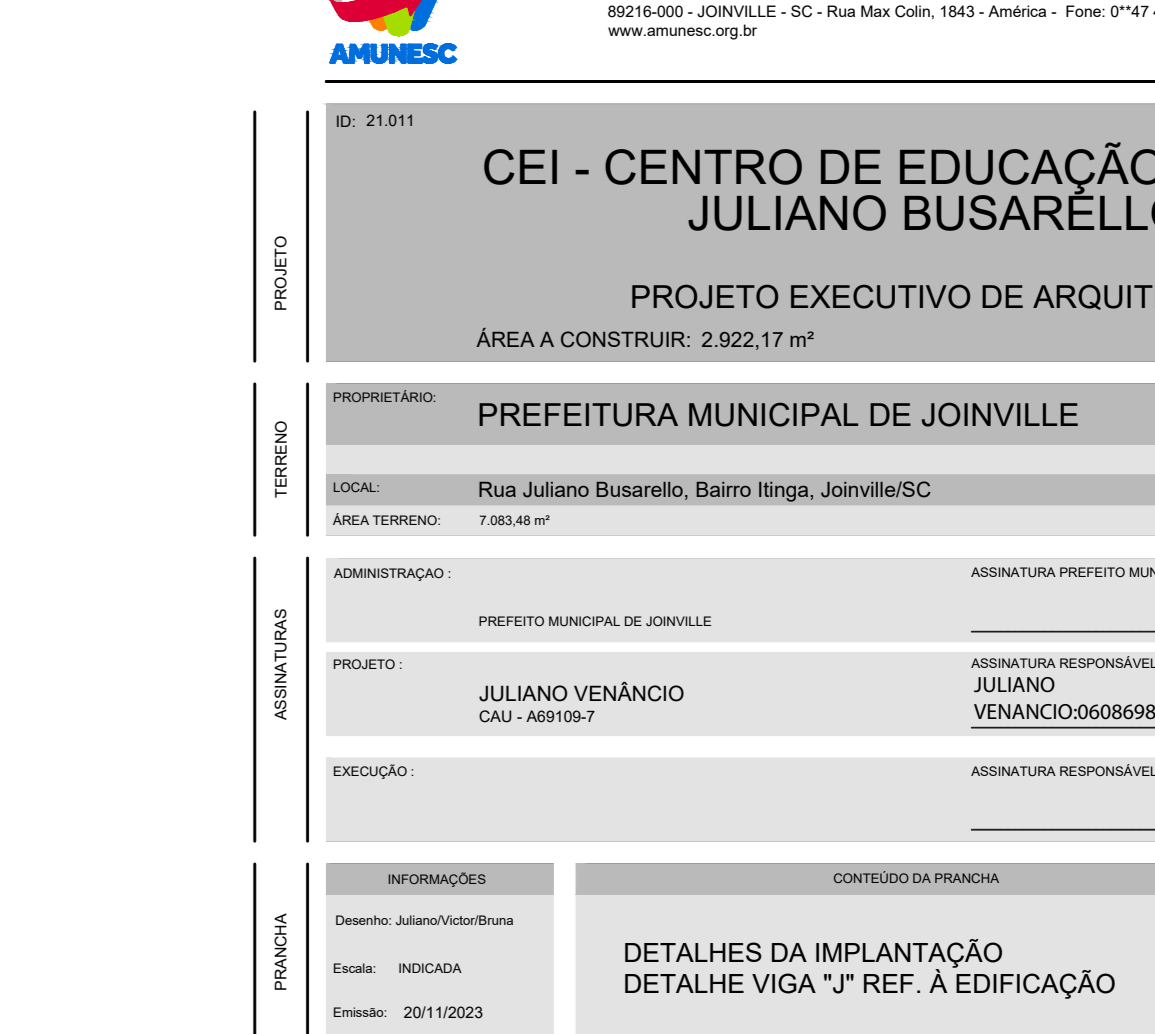 89216-000 - JOINVILLE - SC - Rua Max Colin, 1843 - América - Fone: 0**47
www.amunesc.org.br
AMUNESC
PROJETO
ID: 21.011
CEI - CENTRO DE EDUCAÇÃO
JULIANO BUSARELLO
PROJETO EXECUTIVO DE ARQUIT
ÁREA A CONSTRUIR: 2.922,17 m²
TERRENO
PROPRIETÁRIO: PREFEITURA MUNICIPAL DE JOINVILLE
LOCAL: Rua Juliano Busarello, Bairro Itinga, Joinville/SC
ÁREA TERRENO: 7.083,48 m²
ASSINATURAS
ADMINISTRAÇAO : ASSINATURA PREFEITO MUN
PREFEITO MUNICIPAL DE JOINVILLE
PROJETO : ASSINATURA RESPONSÁVEL
JULIANO VENÂNCIO
CAU - A69109-7
JULIANO
VENANCIO:0608698
EXECUÇÃO : ASSINATURA RESPONSÁVEL
PRANCHA
INFORMAÇÕES
Desenho: Juliano/Victor/Bruna
Escala: INDICADA
Emissão: 20/11/2023
CONTEÚDO DA PRANCHA
DETALHES DA IMPLANTAÇÃO
DETALHE VIGA "J" REF. À EDIFICAÇÃO